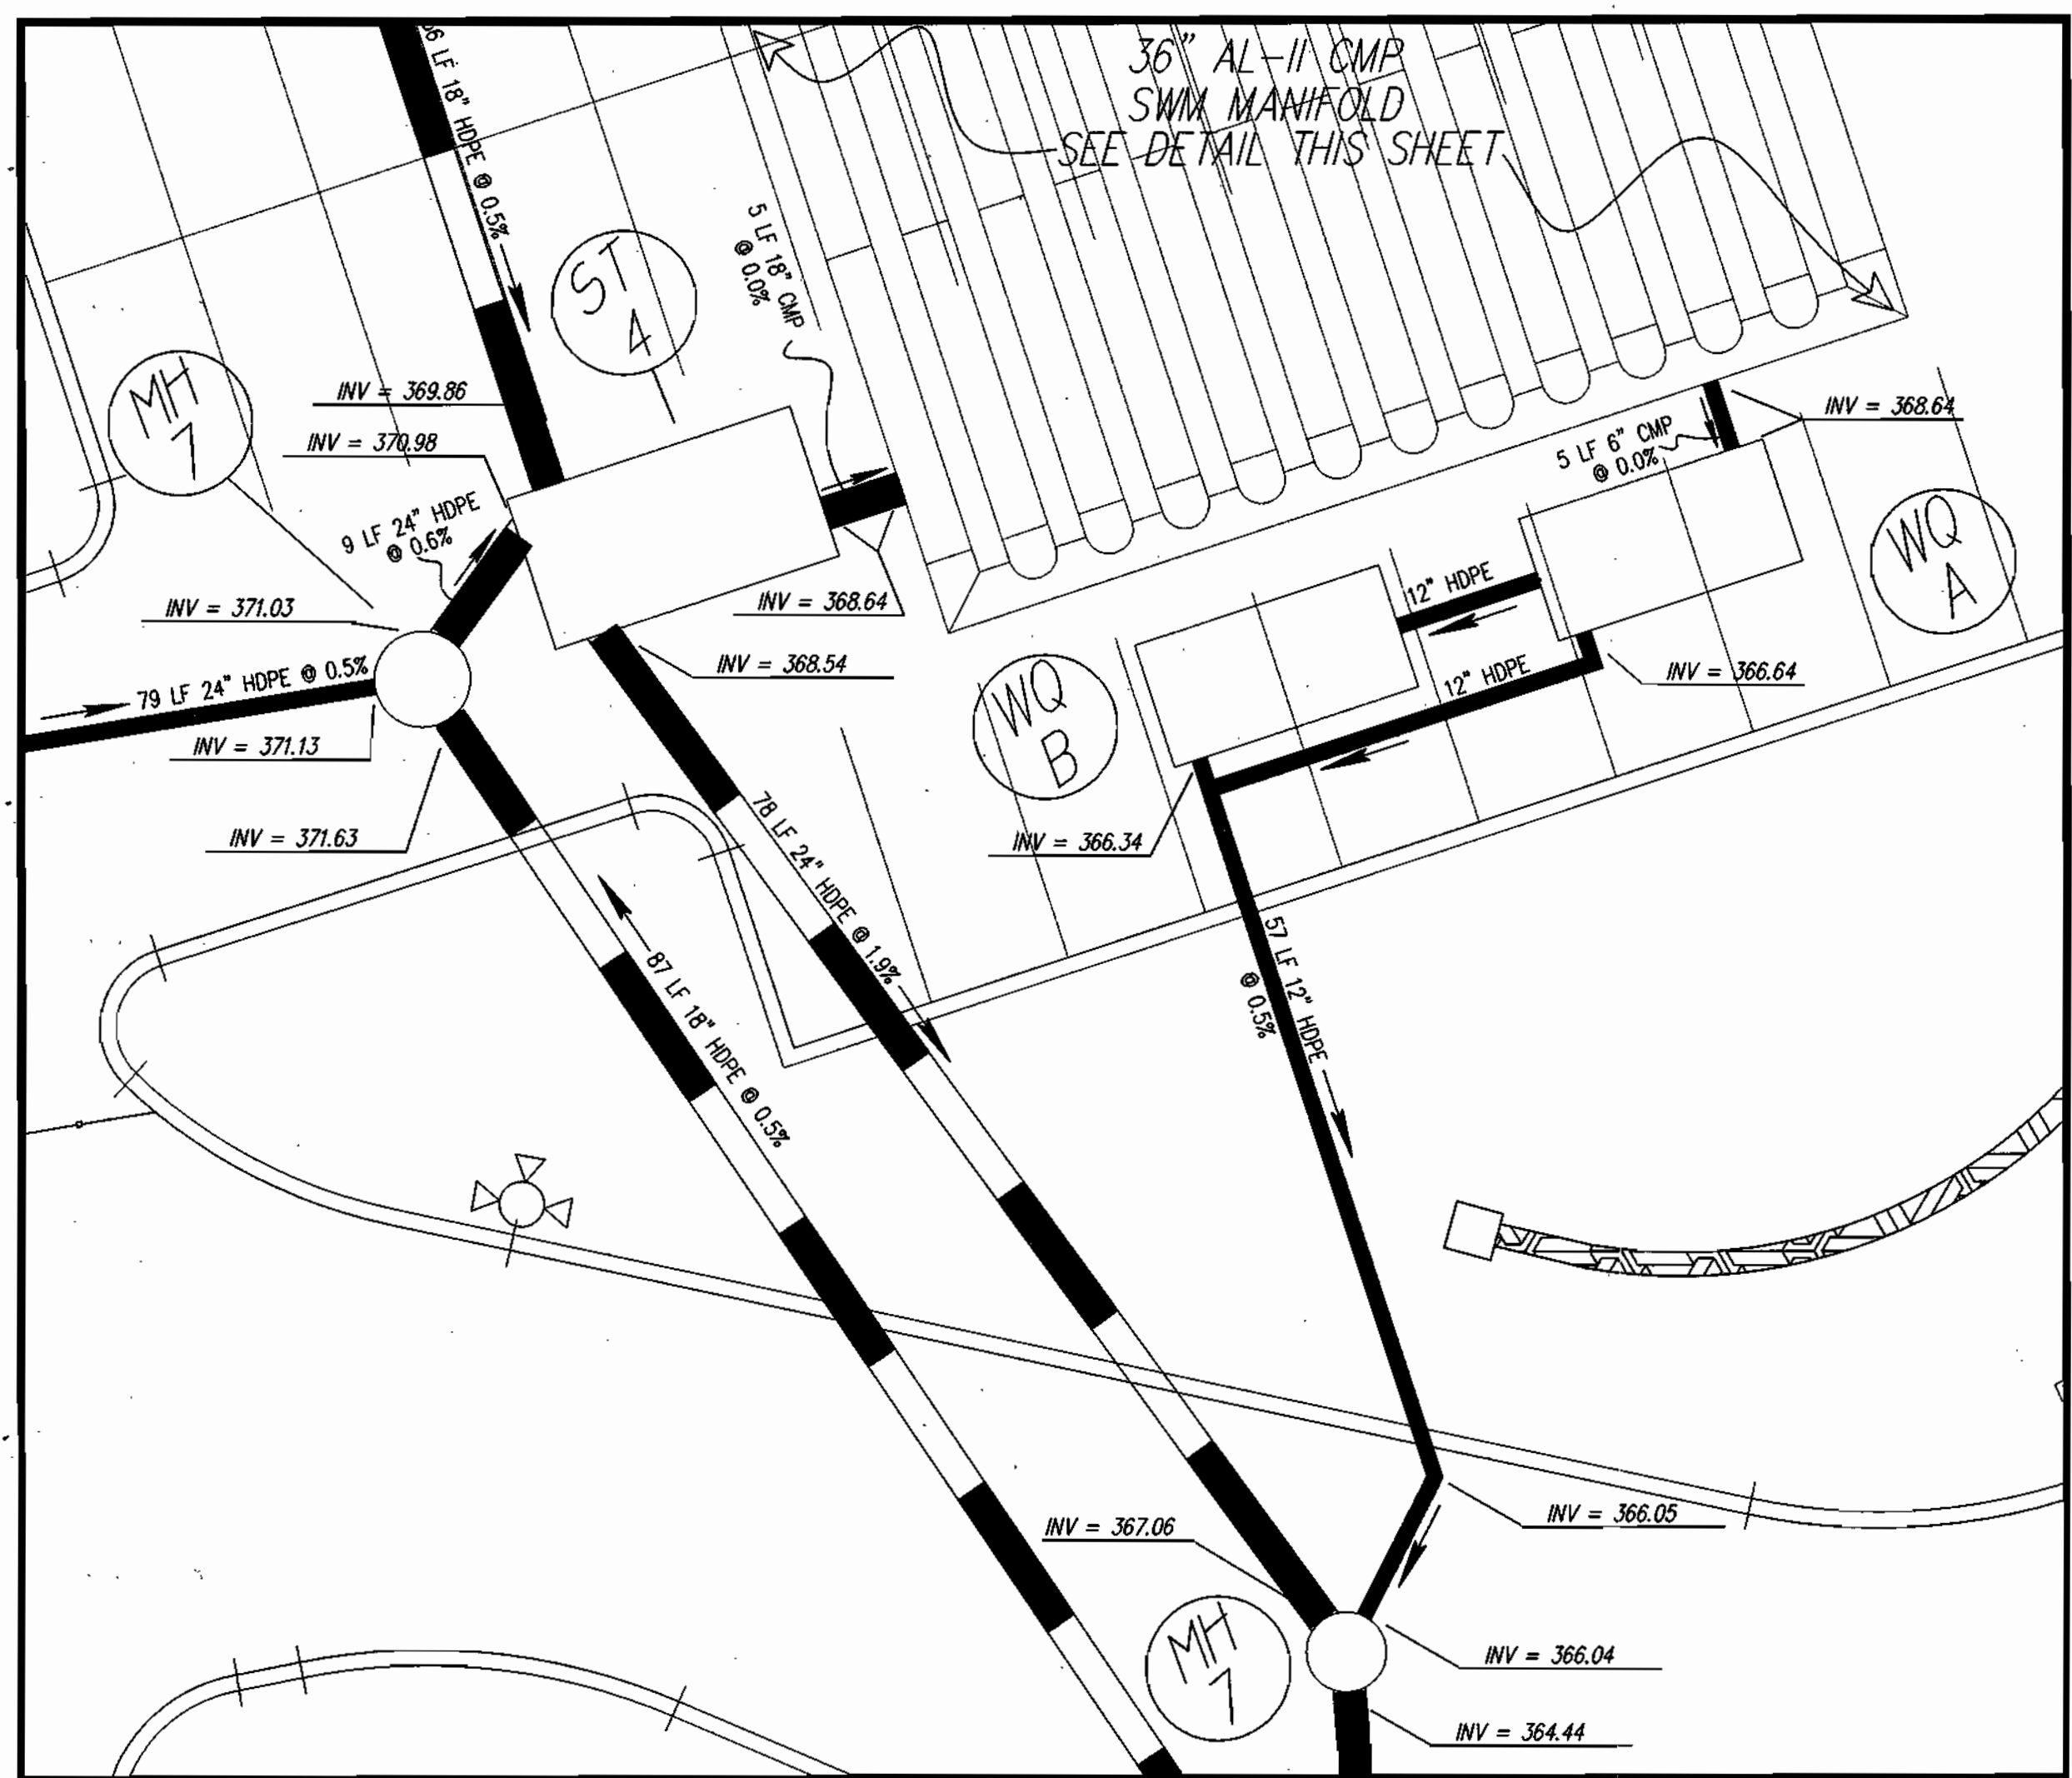 36" AL-II CMP
SWM MANIFOLD
SEE DETAIL THIS SHEET
6 LF 18" HDPE @ 0.5%
ST
4
5 LF 18" CMP
@ 0.0%
MH
1
INV = 369.86
INV = 370.98
9 LF 24" HDPE
@ 0.6%
INV = 371.03
79 LF 24" HDPE @ 0.5%
INV = 371.13
INV = 371.63
INV = 368.64
INV = 368.54
INV = 368.64
5 LF 6" CMP
@ 0.0%
WQ
A
12" HDPE
12" HDPE
INV = 366.64
WQ
B
INV = 366.34
78 LF 24" HDPE @ 1.9%
87 LF 18" HDPE @ 0.5%
57 LF 12" HDPE
@ 0.5%
INV = 366.05
INV = 367.06
MH
1
INV = 366.04
INV = 364.44